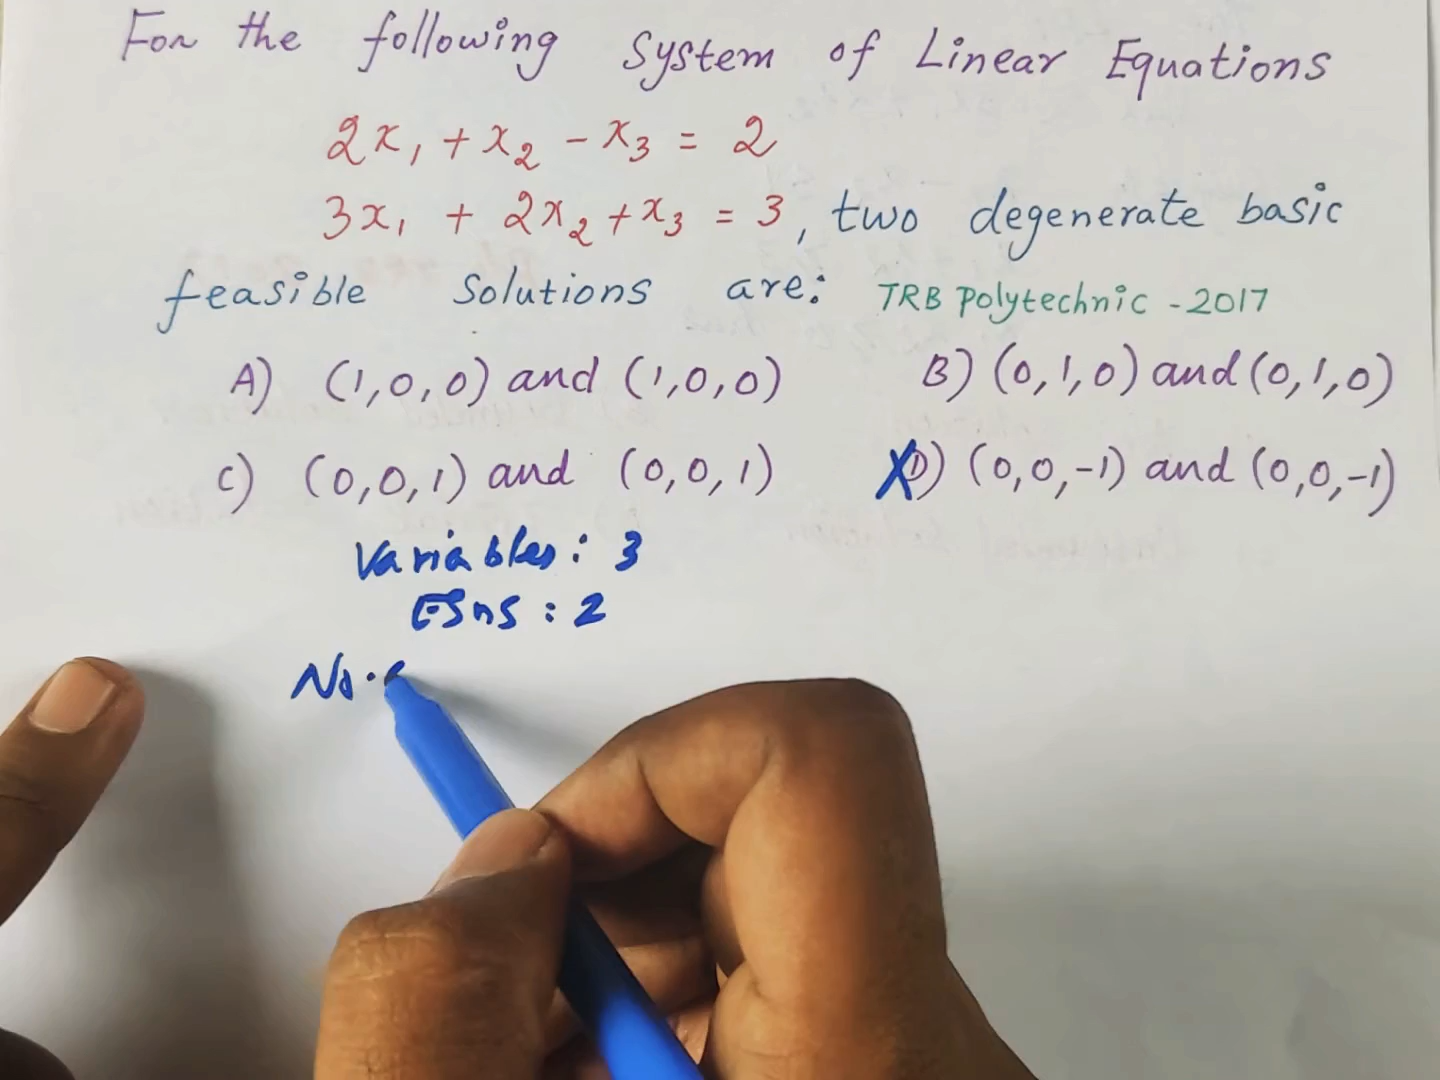 For the following System of Linear Equations
2x₁ + x₂ - x₃ = 2
3x₁ + 2x₂ + x₃ = 3, two degenerate basic
feasible Solutions are: TRB Polytechnic - 2017
A) (1,0,0) and (1,0,0) B) (0,1,0) and (0,1,0)
C) (0,0,1) and (0,0,1) D) (0,0,-1) and (0,0,-1)
Variables: 3
Eqns : 2
No.